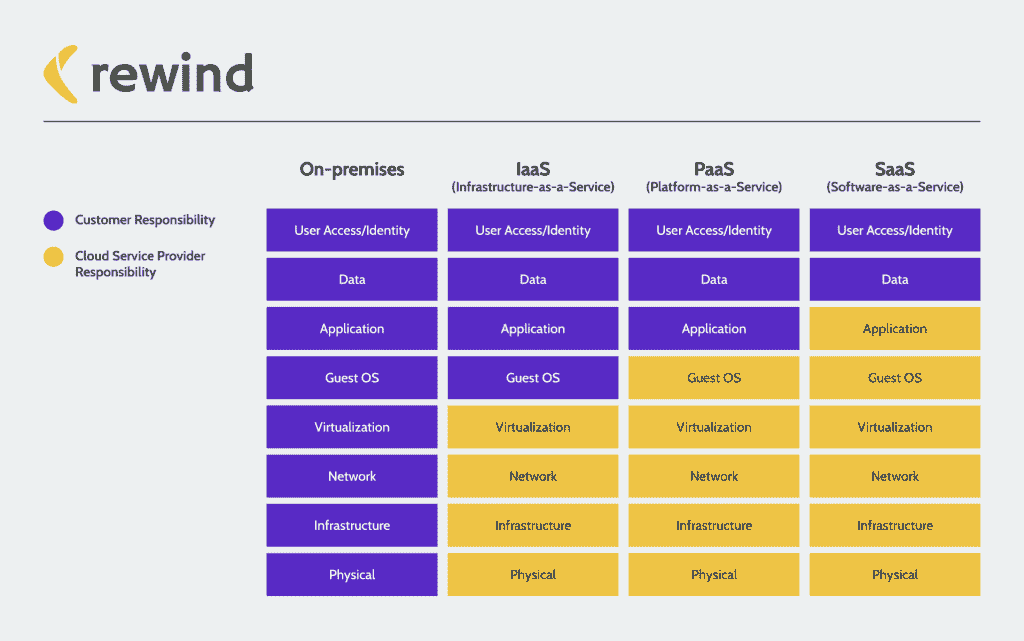 rewind
On-premises
IaaS
(Infrastructure-as-a-Service)
PaaS
(Platform-as-a-Service)
SaaS
(Software-as-a-Service)
Customer Responsibility
Cloud Service Provider
Responsibility
User Access/Identity User Access/Identity User Access/Identity User Access/Identity
Data Data Data Data
Application Application Application Application
Guest OS Guest OS Guest OS Guest OS
Virtualization Virtualization Virtualization Virtualization
Network Network Network Network
Infrastructure Infrastructure Infrastructure Infrastructure
Physical Physical Physical Physical